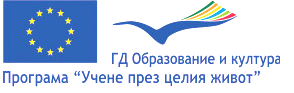 ГД Образование и култура
Програма “Учене през целия живот”